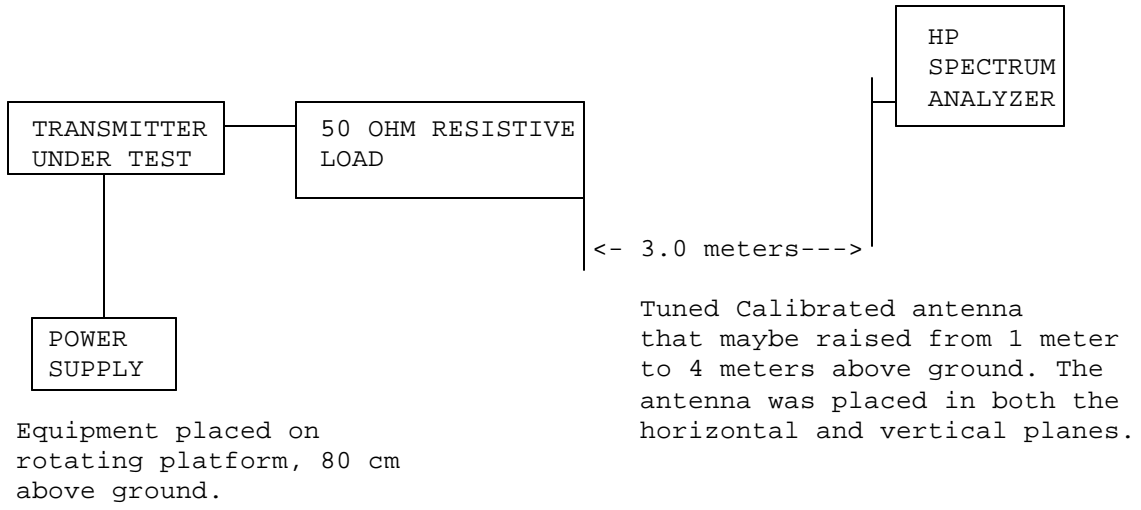 HP
SPECTRUM
ANALYZER
TRANSMITTER
UNDER TEST
50 OHM RESISTIVE
LOAD
<- 3.0 meters--->
Tuned Calibrated antenna
that maybe raised from 1 meter
to 4 meters above ground. The
antenna was placed in both the
horizontal and vertical planes.
POWER
SUPPLY
Equipment placed on
rotating platform, 80 cm
above ground.